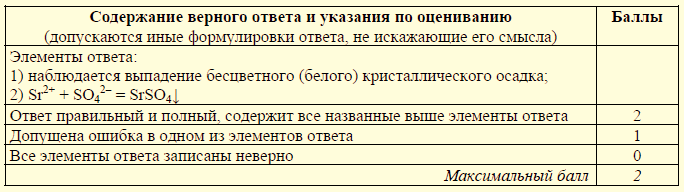 Содержание верного ответа и указания по оцениванию Баллы
(допускаются иные формулировки ответа, не искажающие его смысла)
Элементы ответа:
1) наблюдается выпадение бесцветного (белого) кристаллического осадка;
2) Sr²⁺ + SO₄²⁻ = SrSO₄↓
Ответ правильный и полный, содержит все названные выше элементы ответа 2
Допущена ошибка в одном из элементов ответа 1
Все элементы ответа записаны неверно 0
Максимальный балл 2